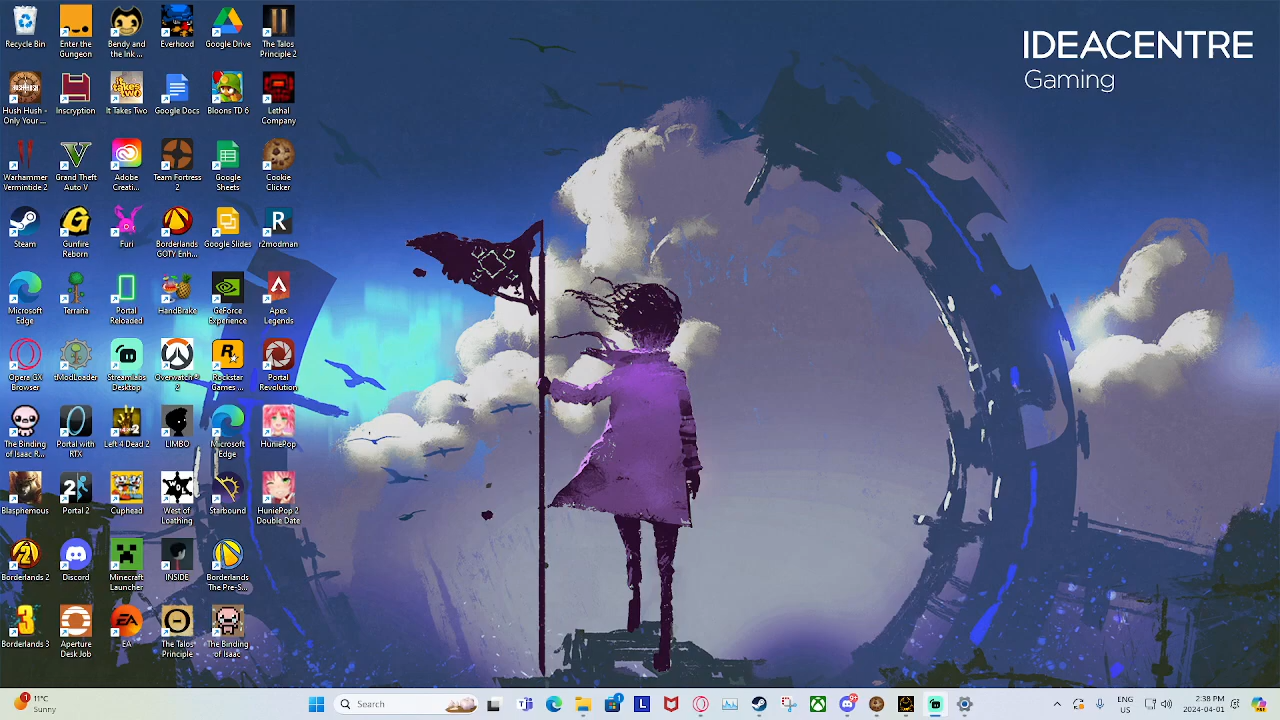 IDEACENTRE
Gaming
Recycle Bin
Enter the
Gungeon
Bendy and
the Ink ...
Everhood
Google Drive
The Talos
Principle 2
Hush Hush -
Only Your ...
Inscryption
It Takes Two
Google Docs
Bloons TD 6
Lethal
Company
Warhammer
Vermintide 2
Grand Theft
Auto V
Adobe
Creati...
Team Fortress
2
Google
Sheets
Cookie
Clicker
Steam
Gunfire
Reborn
Furi
Borderlands
GOTY Enh...
Google Slides
r2modman
Microsoft
Edge
Terraria
Portal
Reloaded
HandBrake
GeForce
Experience
Apex
Legends
Opera GX
Browser
tModLoader
Streamlabs
Desktop
Overwatch® 2
Rockstar
Games ...
Portal
Revolution
The Binding
of Isaac R...
Portal with
RTX
Left 4 Dead 2
LIMBO
Microsoft
Edge
HuniePop
Blasphemous
Portal 2
Cuphead
West of
Loathing
Starbound
HuniePop 2
Double Date
Borderlands
2
Discord
Minecraft
Launcher
INSIDE
Borderlands
The Pre-S...
Borderlands 3
Aperture
Desk Job
EA
The Talos
Principle
The Binding
of Isaac
11°C
Sunny
Search
ENG
US
2:38 PM
2024-04-01